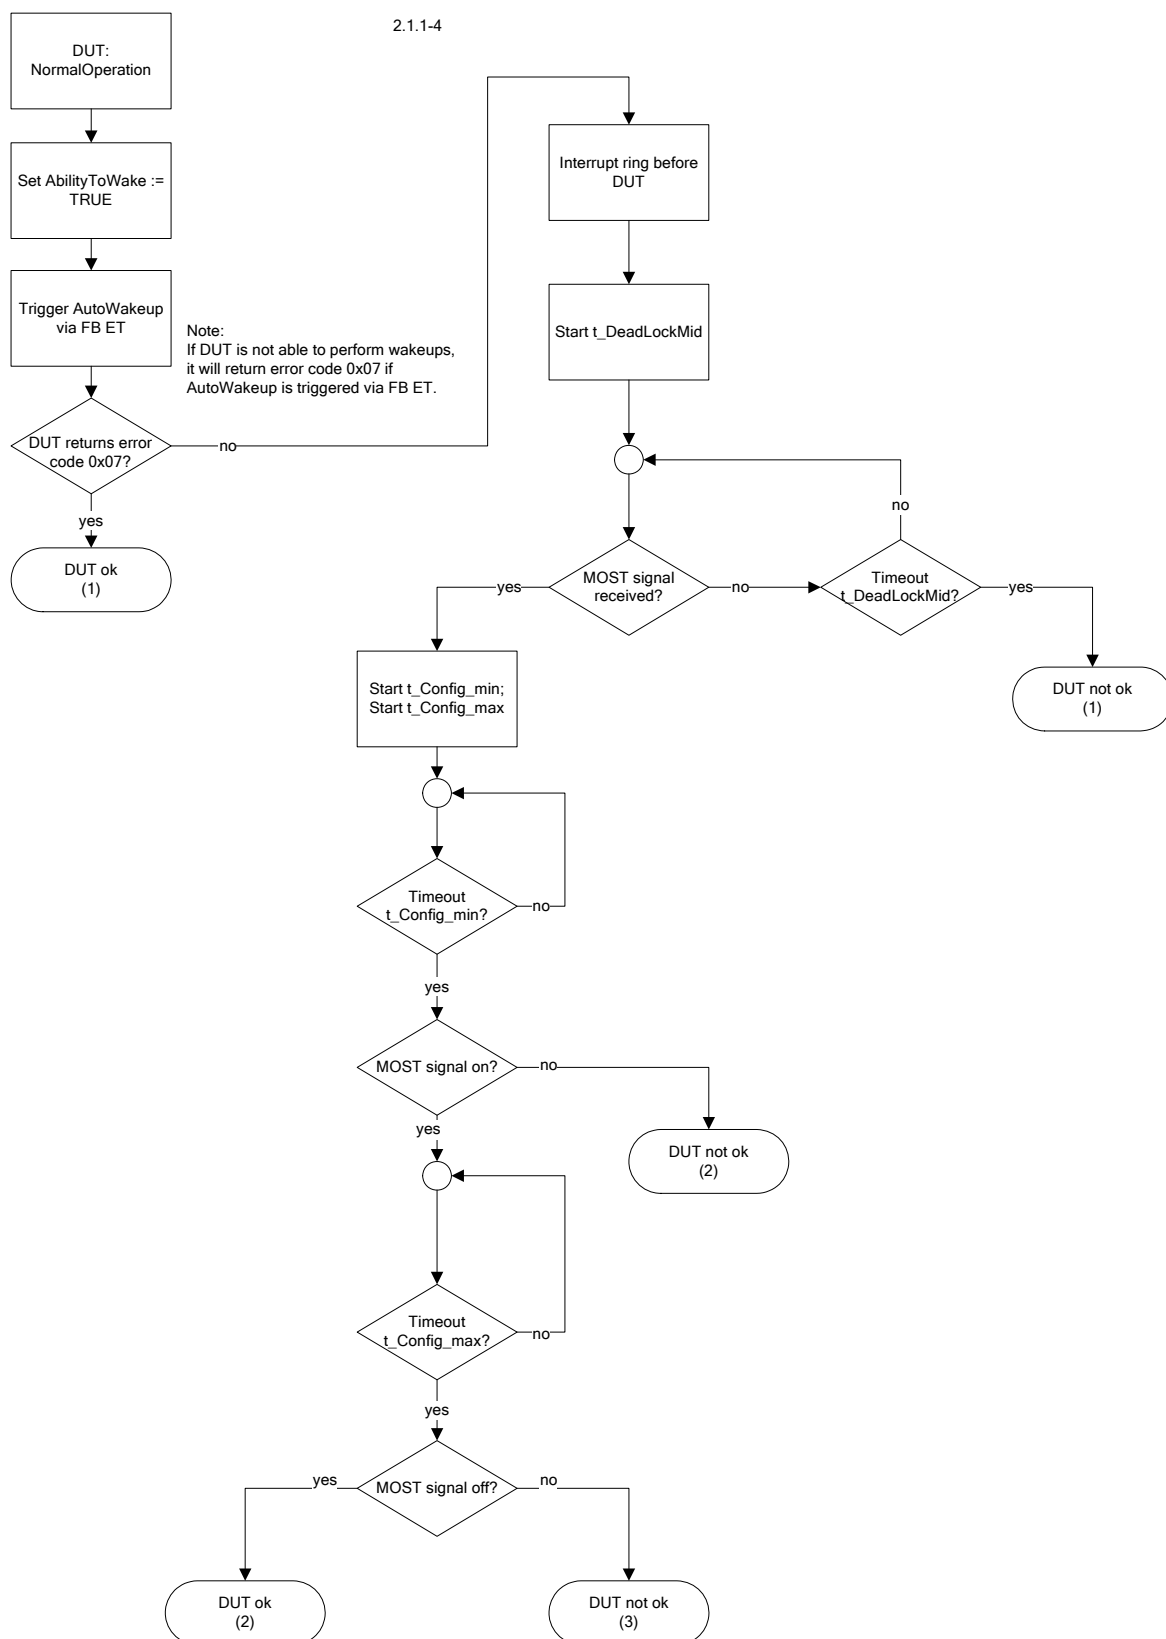 2.1.1-4
DUT:
NormalOperation
Set AbilityToWake :=
TRUE
Trigger AutoWakeup
via FB ET
Note:
If DUT is not able to perform wakeups,
it will return error code 0x07 if
AutoWakeup is triggered via FB ET.
DUT returns error
code 0x07?
no
yes
DUT ok
(1)
Interrupt ring before
DUT
Start t_DeadLockMid
MOST signal
received?
yes
no
Timeout
t_DeadLockMid?
no
yes
DUT not ok
(1)
Start t_Config_min;
Start t_Config_max
Timeout
t_Config_min?
no
yes
MOST signal on?
no
yes
DUT not ok
(2)
Timeout
t_Config_max?
no
yes
MOST signal off?
yes
no
DUT ok
(2)
DUT not ok
(3)